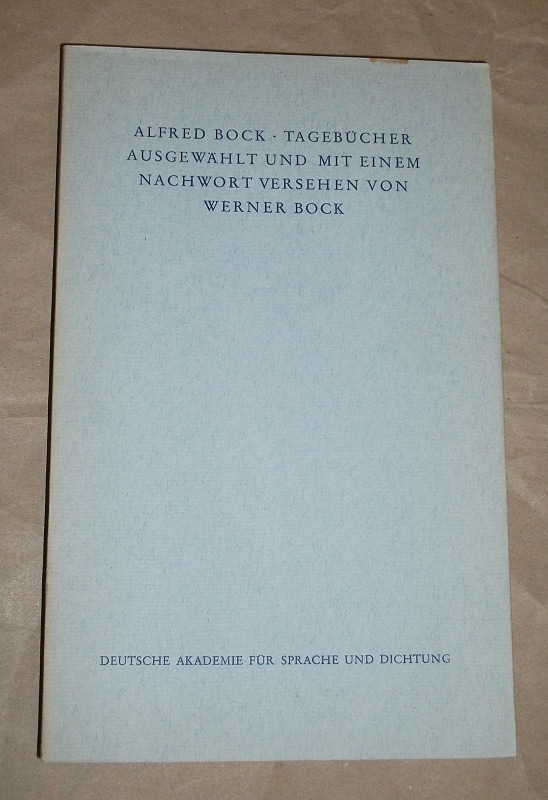 ALFRED BOCK · TAGEBÜCHER
AUSGEWÄHLT UND MIT EINEM
NACHWORT VERSEHEN VON
WERNER BOCK
DEUTSCHE AKADEMIE FÜR SPRACHE UND DICHTUNG